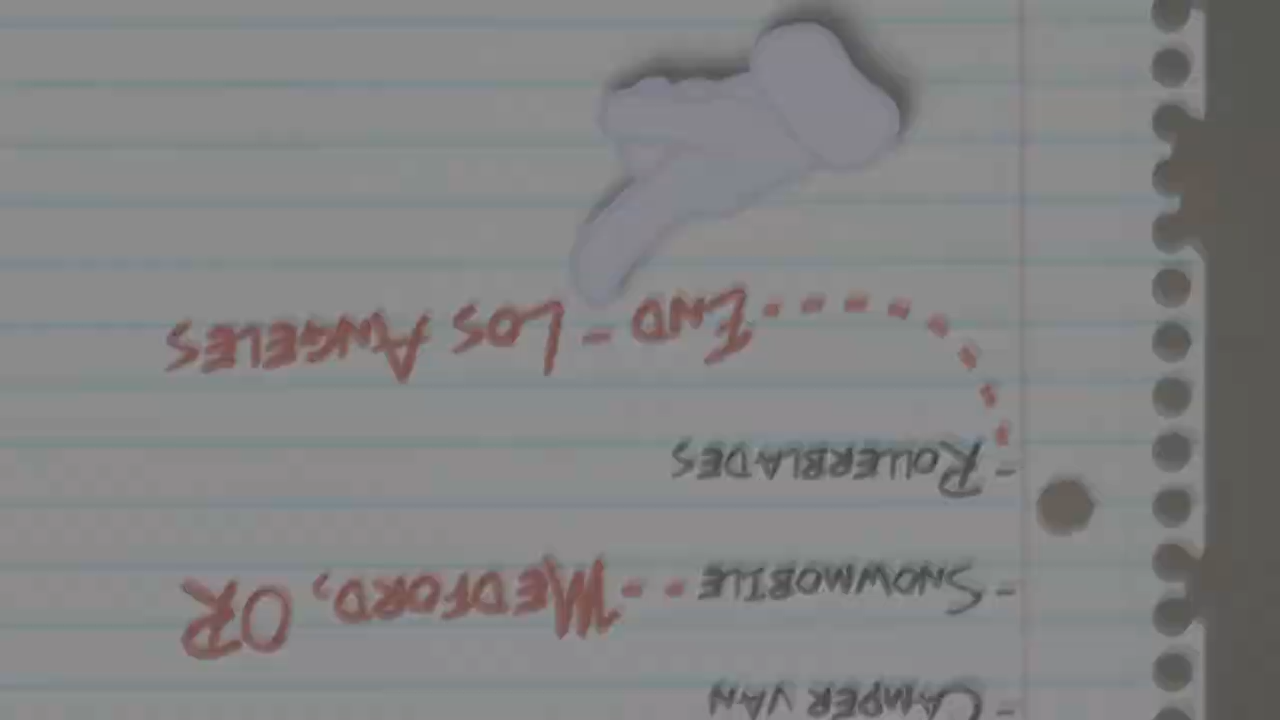 - CAMPER VAN
- SNOWMOBILE -- MEDFORD, OR
- ROLLERBLADES
END - LOS ANGELES